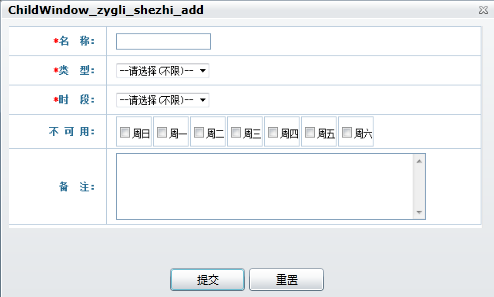 ChildWindow_zygli_shezhi_add
*名 称:
*类 型: --请选择(不限)--
*时 段: --请选择(不限)--
不 可 用: 周日 周一 周二 周三 周四 周五 周六
备 注:
提交 重置